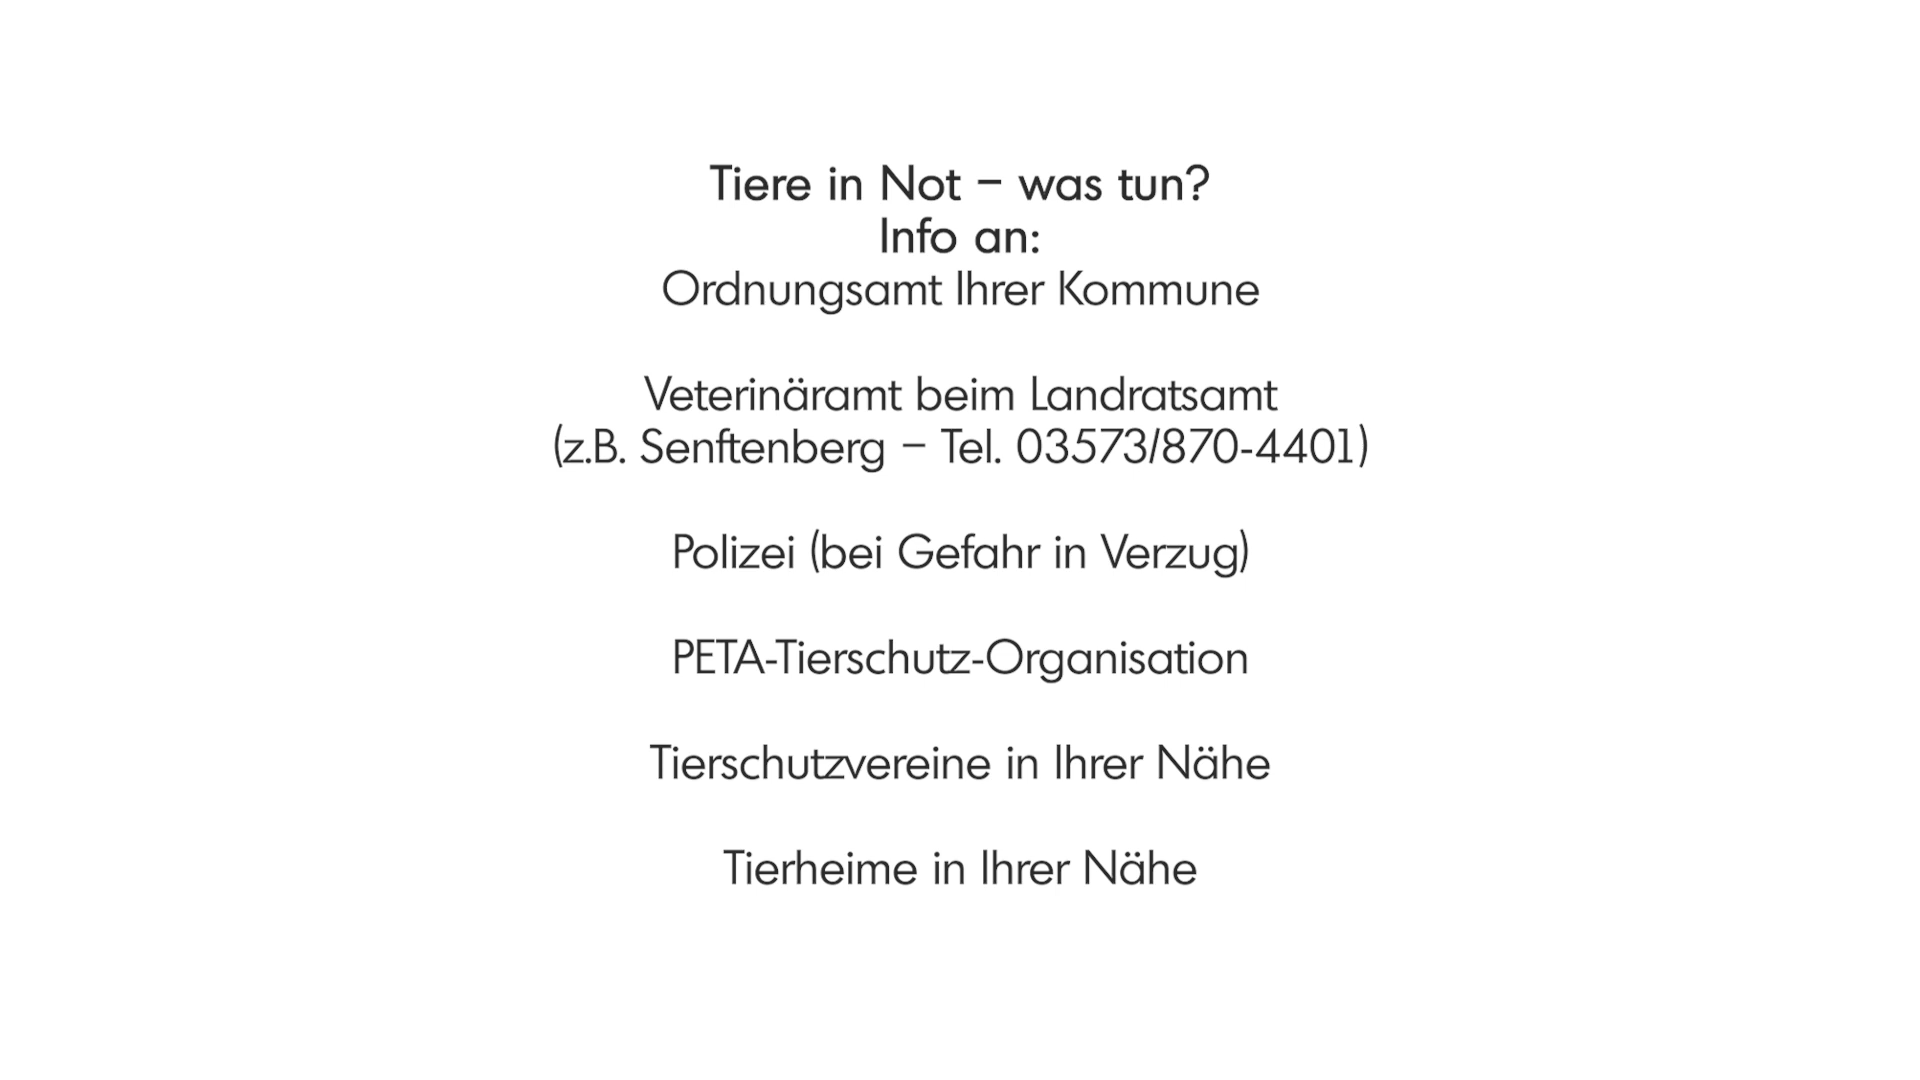 Tiere in Not – was tun?
Info an:
Ordnungsamt Ihrer Kommune
Veterinäramt beim Landratsamt
(z.B. Senftenberg – Tel. 03573/870-4401)
Polizei (bei Gefahr in Verzug)
PETA-Tierschutz-Organisation
Tierschutzvereine in Ihrer Nähe
Tierheime in Ihrer Nähe